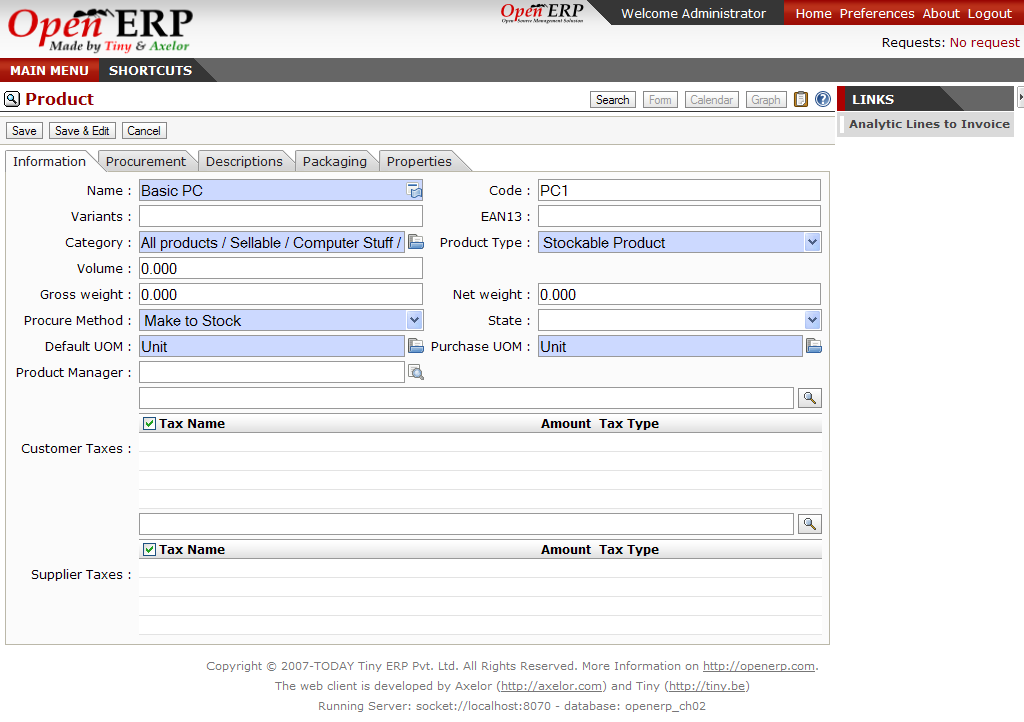 Open ERP
Made by Tiny & Axelor
Open ERP
Open Source Management Solution
Welcome Administrator
Home Preferences About Logout
Requests: No request
MAIN MENU SHORTCUTS
Product
Search Form Calendar Graph ?
LINKS
Analytic Lines to Invoice
Save Save & Edit Cancel
Information Procurement Descriptions Packaging Properties
Name : Basic PC Code : PC1
Variants : EAN13 :
Category : All products / Sellable / Computer Stuff / Product Type : Stockable Product
Volume : 0.000
Gross weight : 0.000 Net weight : 0.000
Procure Method : Make to Stock State :
Default UOM : Unit Purchase UOM : Unit
Product Manager :
Tax Name Amount Tax Type
Customer Taxes :
Tax Name Amount Tax Type
Supplier Taxes :
Copyright © 2007-TODAY Tiny ERP Pvt. Ltd. All Rights Reserved. More Information on http://openerp.com.
The web client is developed by Axelor (http://axelor.com) and Tiny (http://tiny.be)
Running Server: socket://localhost:8070 - database: openerp_ch02